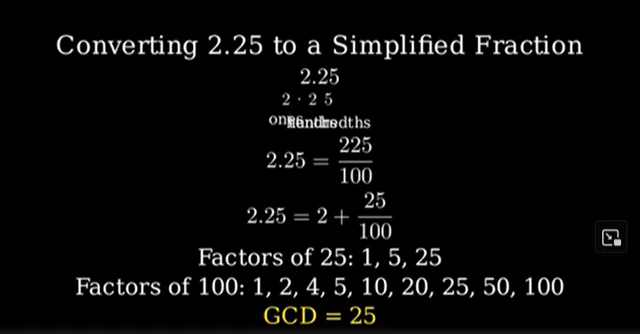 Converting 2.25 to a Simplified Fraction
2.25
2 · 2 5
ones hundredths
2.25 = 225/100
2.25 = 2 + 25/100
Factors of 25: 1, 5, 25
Factors of 100: 1, 2, 4, 5, 10, 20, 25, 50, 100
GCD = 25